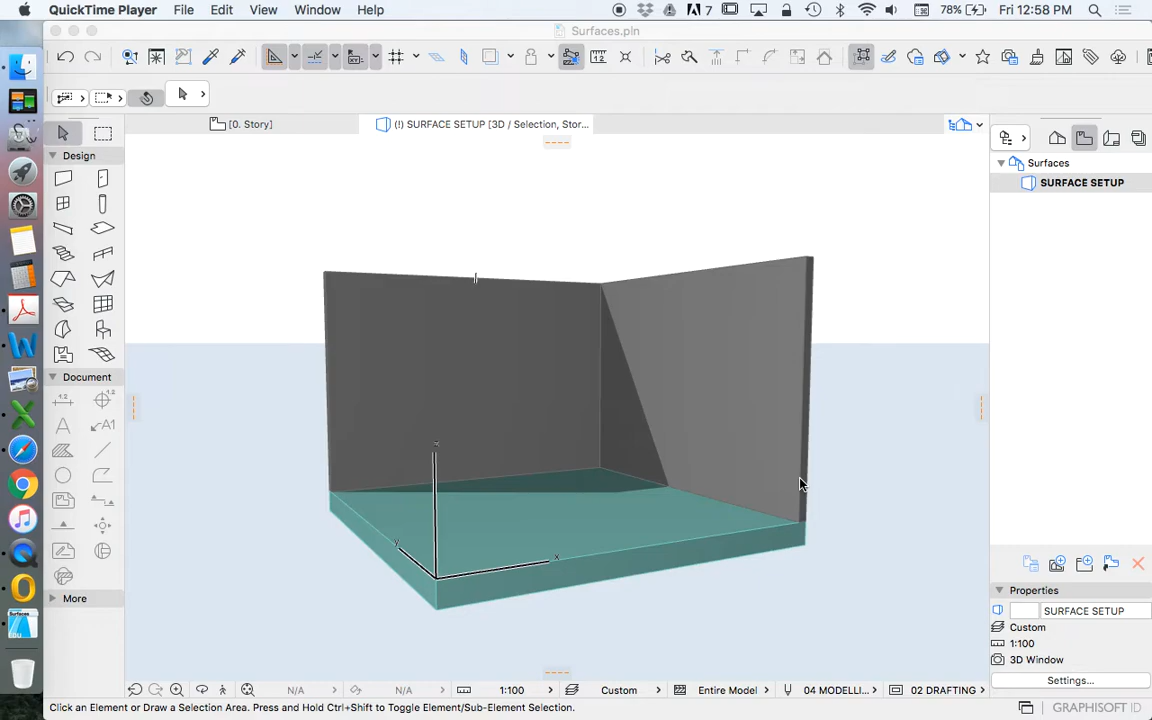 QuickTime Player File Edit View Window Help 7 78% Fri 12:58 PM
Surfaces.pln
[0. Story] (!) SURFACE SETUP [3D / Selection, Stor...
Design
Surfaces
SURFACE SETUP
z
y
x
Document
More
Properties
SURFACE SETUP
Custom
1:100
3D Window
Settings...
N/A N/A 1:100 Custom Entire Model 04 MODELLI... 02 DRAFTING
Click an Element or Draw a Selection Area. Press and Hold Ctrl+Shift to Toggle Element/Sub-Element Selection. GRAPHISOFT ID